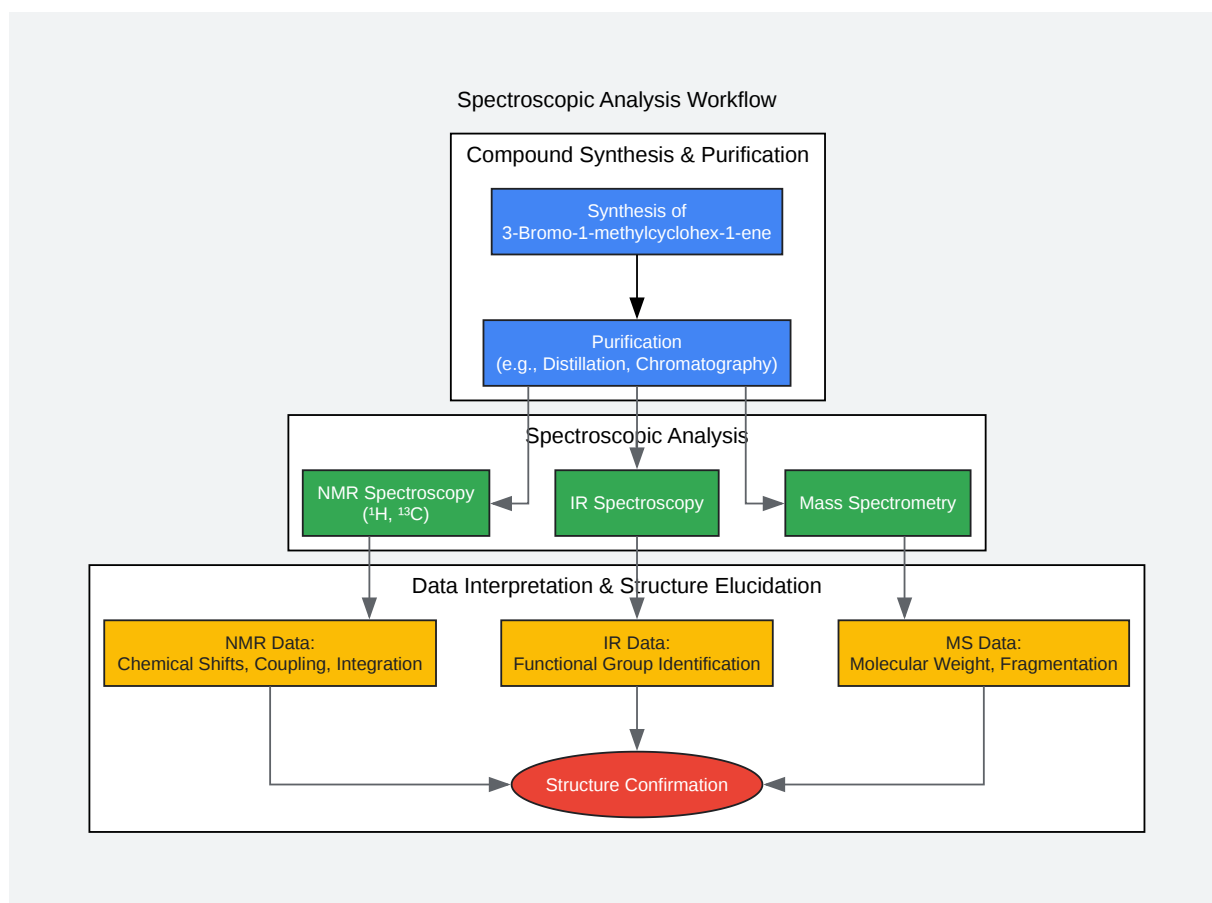 Spectroscopic Analysis Workflow
Compound Synthesis & Purification
Synthesis of
3-Bromo-1-methylcyclohex-1-ene
Purification
(e.g., Distillation, Chromatography)
Spectroscopic Analysis
NMR Spectroscopy
(¹H, ¹³C)
IR Spectroscopy
Mass Spectrometry
Data Interpretation & Structure Elucidation
NMR Data:
Chemical Shifts, Coupling, Integration
IR Data:
Functional Group Identification
MS Data:
Molecular Weight, Fragmentation
Structure Confirmation